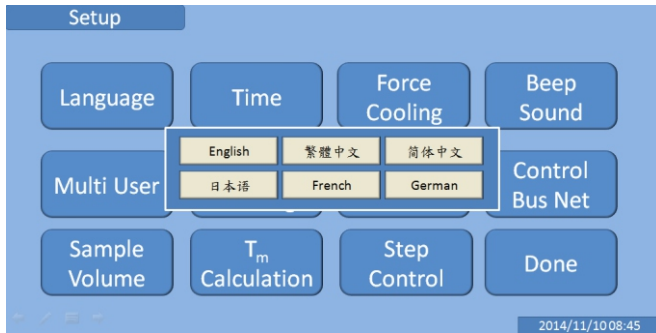 Setup
Language
Time
Force
Cooling
Beep
Sound
English
繁體中文
简体中文
Multi User
日本语
French
German
Control
Bus Net
Sample
Volume
Tm
Calculation
Step
Control
Done
2014/11/10 08:45